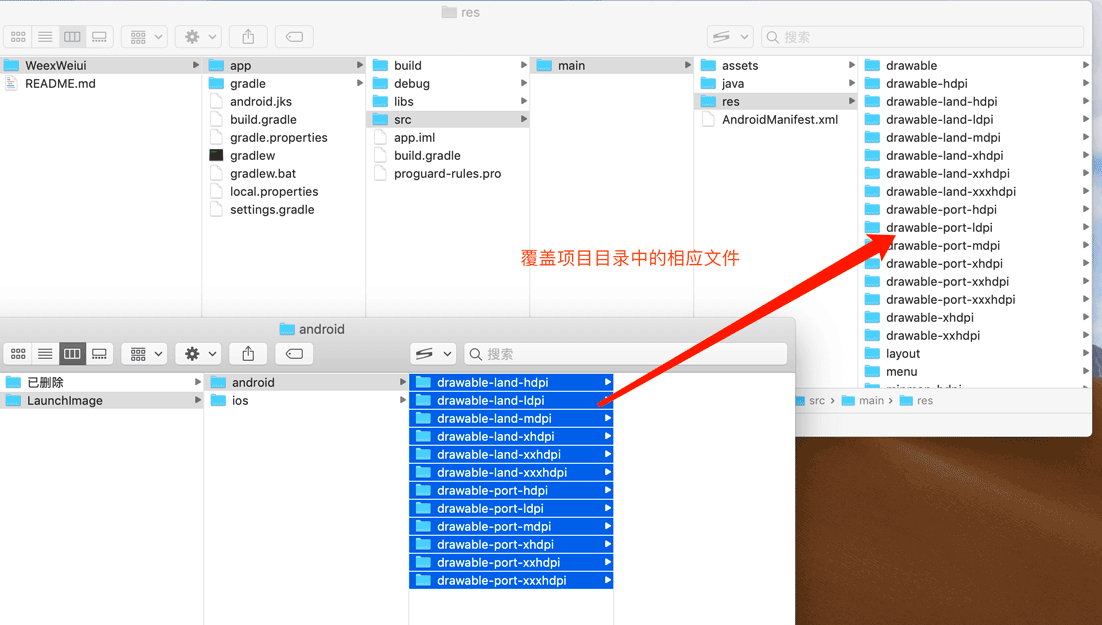 res
搜索
WeexWeiui
README.md
app
gradle
android.jks
build.gradle
gradle.properties
gradlew
gradlew.bat
local.properties
settings.gradle
build
debug
libs
src
app.iml
build.gradle
proguard-rules.pro
main
assets
java
res
AndroidManifest.xml
drawable
drawable-hdpi
drawable-land-hdpi
drawable-land-ldpi
drawable-land-mdpi
drawable-land-xhdpi
drawable-land-xxhdpi
drawable-land-xxxhdpi
drawable-port-hdpi
drawable-port-ldpi
drawable-port-mdpi
drawable-port-xhdpi
drawable-port-xxhdpi
drawable-port-xxxhdpi
drawable-xhdpi
drawable-xxhdpi
layout
menu
src › main › res
覆盖项目目录中的相应文件
android
搜索
已删除
LaunchImage
android
ios
drawable-land-hdpi
drawable-land-ldpi
drawable-land-mdpi
drawable-land-xhdpi
drawable-land-xxhdpi
drawable-land-xxxhdpi
drawable-port-hdpi
drawable-port-ldpi
drawable-port-mdpi
drawable-port-xhdpi
drawable-port-xxhdpi
drawable-port-xxxhdpi